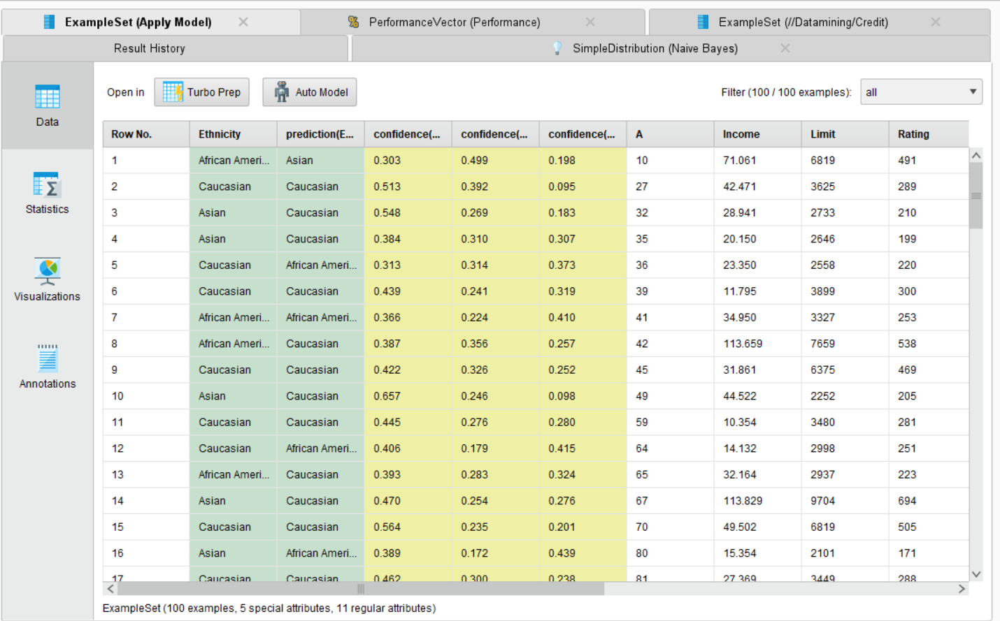 ExampleSet (Apply Model)
PerformanceVector (Performance)
ExampleSet (//Datamining/Credit)
Result History
SimpleDistribution (Naive Bayes)
Data
Statistics
Visualizations
Annotations
Open in Turbo Prep Auto Model Filter (100 / 100 examples): all
Row No. Ethnicity prediction(E... confidence(... confidence(... confidence(... A Income Limit Rating
1 African Ameri... Asian 0.303 0.499 0.198 10 71.061 6819 491
2 Caucasian Caucasian 0.513 0.392 0.095 27 42.471 3625 289
3 Asian Caucasian 0.548 0.269 0.183 32 28.941 2733 210
4 Asian Caucasian 0.384 0.310 0.307 35 20.150 2646 199
5 Caucasian African Ameri... 0.313 0.314 0.373 36 23.350 2558 220
6 Caucasian Caucasian 0.439 0.241 0.319 39 11.795 3899 300
7 African Ameri... African Ameri... 0.366 0.224 0.410 41 34.950 3327 253
8 African Ameri... Caucasian 0.387 0.356 0.257 42 113.659 7659 538
9 Caucasian Caucasian 0.422 0.326 0.252 45 31.861 6375 469
10 Asian Caucasian 0.657 0.246 0.098 49 44.522 2252 205
11 Caucasian Caucasian 0.445 0.276 0.280 59 10.354 3480 281
12 Caucasian African Ameri... 0.406 0.179 0.415 64 14.132 2998 251
13 African Ameri... Caucasian 0.393 0.283 0.324 65 32.164 2937 223
14 Asian Caucasian 0.470 0.254 0.276 67 113.829 9704 694
15 Caucasian Caucasian 0.564 0.235 0.201 70 49.502 6819 505
16 Asian African Ameri... 0.389 0.172 0.439 80 15.354 2101 171
17 Caucasian Caucasian 0.462 0.300 0.238 81 27.369 3449 288
ExampleSet (100 examples, 5 special attributes, 11 regular attributes)